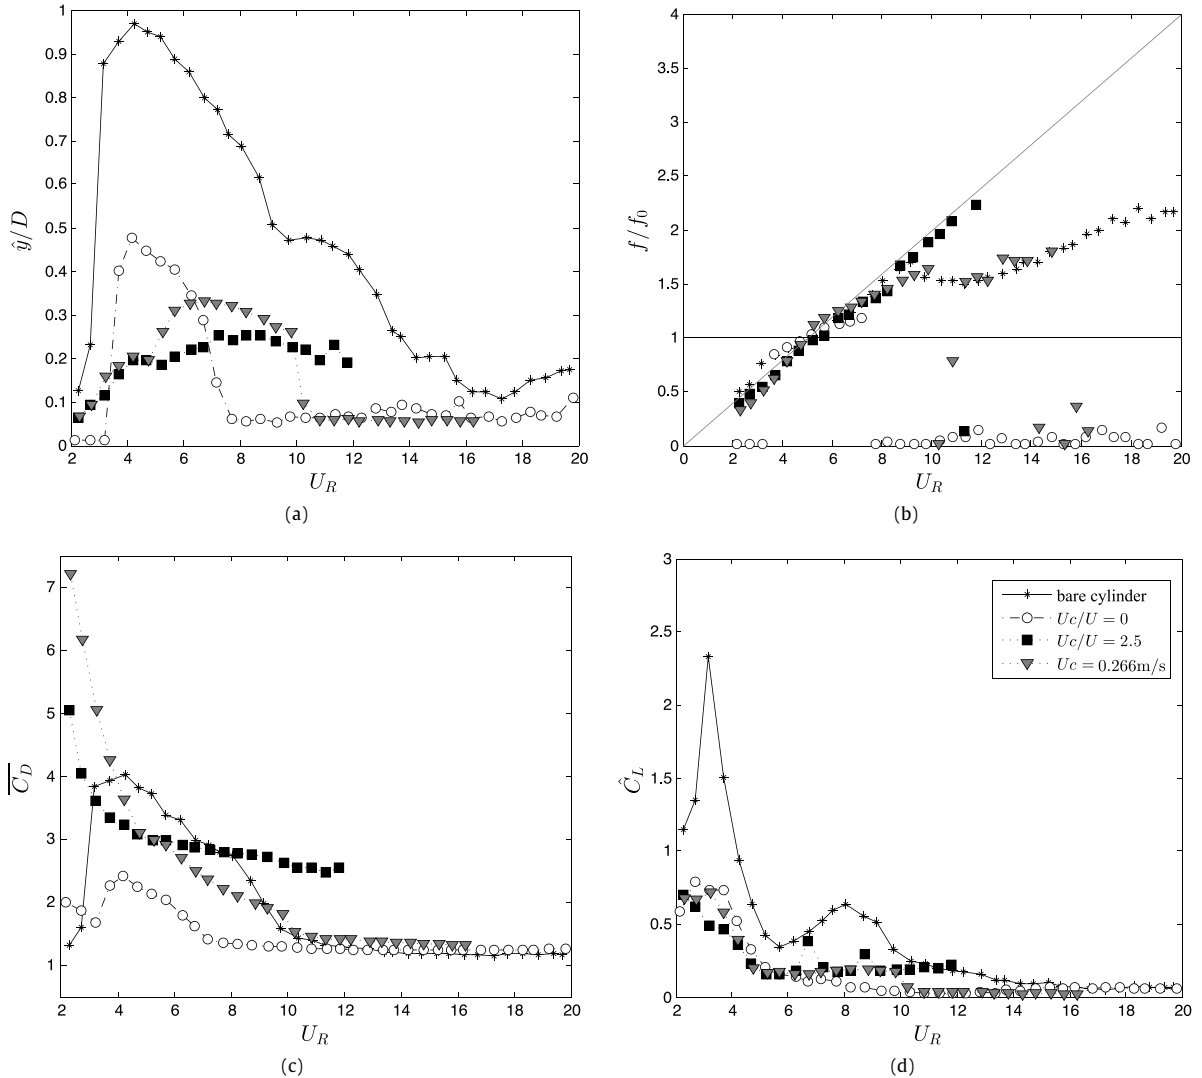 1
0.9
0.8
0.7
0.6
0.5
0.4
0.3
0.2
0.1
0
ŷ/D
2 4 6 8 10 12 14 16 18 20
U_R
(a)
4
3.5
3
2.5
2
1.5
1
0.5
0
f/f₀
0 2 4 6 8 10 12 14 16 18 20
U_R
(b)
7
6
5
4
3
2
1
C̅_D
2 4 6 8 10 12 14 16 18 20
U_R
(c)
3
2.5
2
1.5
1
0.5
0
Ĉ_L
bare cylinder
Uc/U = 0
Uc/U = 2.5
Uc = 0.266m/s
2 4 6 8 10 12 14 16 18 20
U_R
(d)